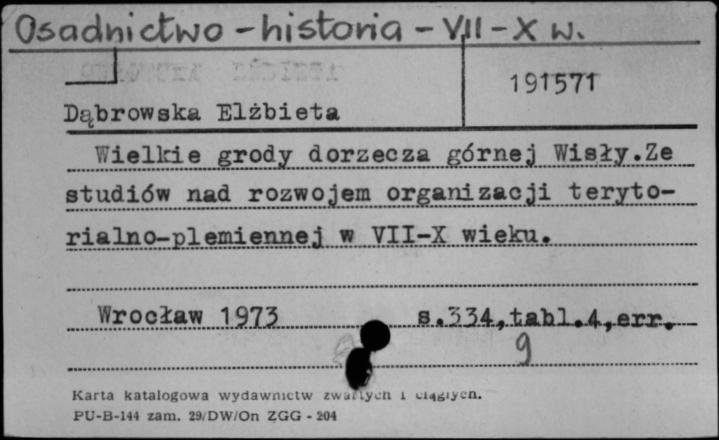 Osadnictwo - historia - VII - X w.
191571
Dąbrowska Elżbieta
Wielkie grody dorzecza górnej Wisły.Ze
studiów nad rozwojem organizacji teryto-
rialno-plemiennej w VII-X wieku.
Wrocław 1973 s.334,tabl.4,err.
9
Karta katalogowa wydawnictw zwartych i ciągłych.
PU-B-144 zam. 29/DW/On ZGG - 204